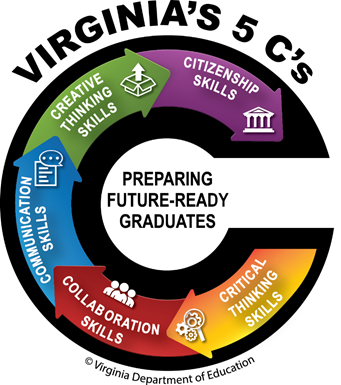 VIRGINIA'S 5 C's
CREATIVE
THINKING
SKILLS
CITIZENSHIP
SKILLS
COMMUNICATION
SKILLS
PREPARING
FUTURE-READY
GRADUATES
COLLABORATION
SKILLS
CRITICAL
THINKING
SKILLS
© Virginia Department of Education